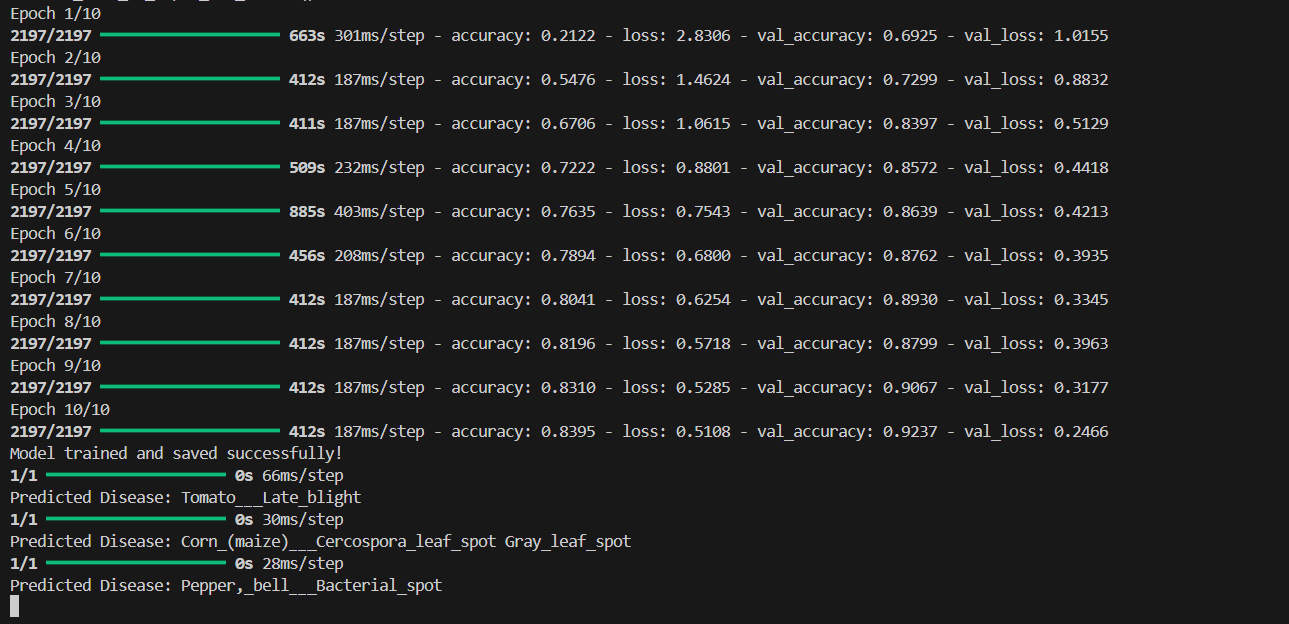 Epoch 1/10
2197/2197 663s 301ms/step - accuracy: 0.2122 - loss: 2.8306 - val_accuracy: 0.6925 - val_loss: 1.0155
Epoch 2/10
2197/2197 412s 187ms/step - accuracy: 0.5476 - loss: 1.4624 - val_accuracy: 0.7299 - val_loss: 0.8832
Epoch 3/10
2197/2197 411s 187ms/step - accuracy: 0.6706 - loss: 1.0615 - val_accuracy: 0.8397 - val_loss: 0.5129
Epoch 4/10
2197/2197 509s 232ms/step - accuracy: 0.7222 - loss: 0.8801 - val_accuracy: 0.8572 - val_loss: 0.4418
Epoch 5/10
2197/2197 885s 403ms/step - accuracy: 0.7635 - loss: 0.7543 - val_accuracy: 0.8639 - val_loss: 0.4213
Epoch 6/10
2197/2197 456s 208ms/step - accuracy: 0.7894 - loss: 0.6800 - val_accuracy: 0.8762 - val_loss: 0.3935
Epoch 7/10
2197/2197 412s 187ms/step - accuracy: 0.8041 - loss: 0.6254 - val_accuracy: 0.8930 - val_loss: 0.3345
Epoch 8/10
2197/2197 412s 187ms/step - accuracy: 0.8196 - loss: 0.5718 - val_accuracy: 0.8799 - val_loss: 0.3963
Epoch 9/10
2197/2197 412s 187ms/step - accuracy: 0.8310 - loss: 0.5285 - val_accuracy: 0.9067 - val_loss: 0.3177
Epoch 10/10
2197/2197 412s 187ms/step - accuracy: 0.8395 - loss: 0.5108 - val_accuracy: 0.9237 - val_loss: 0.2466
Model trained and saved successfully!
1/1 0s 66ms/step
Predicted Disease: Tomato___Late_blight
1/1 0s 30ms/step
Predicted Disease: Corn_(maize)___Cercospora_leaf_spot Gray_leaf_spot
1/1 0s 28ms/step
Predicted Disease: Pepper,_bell___Bacterial_spot